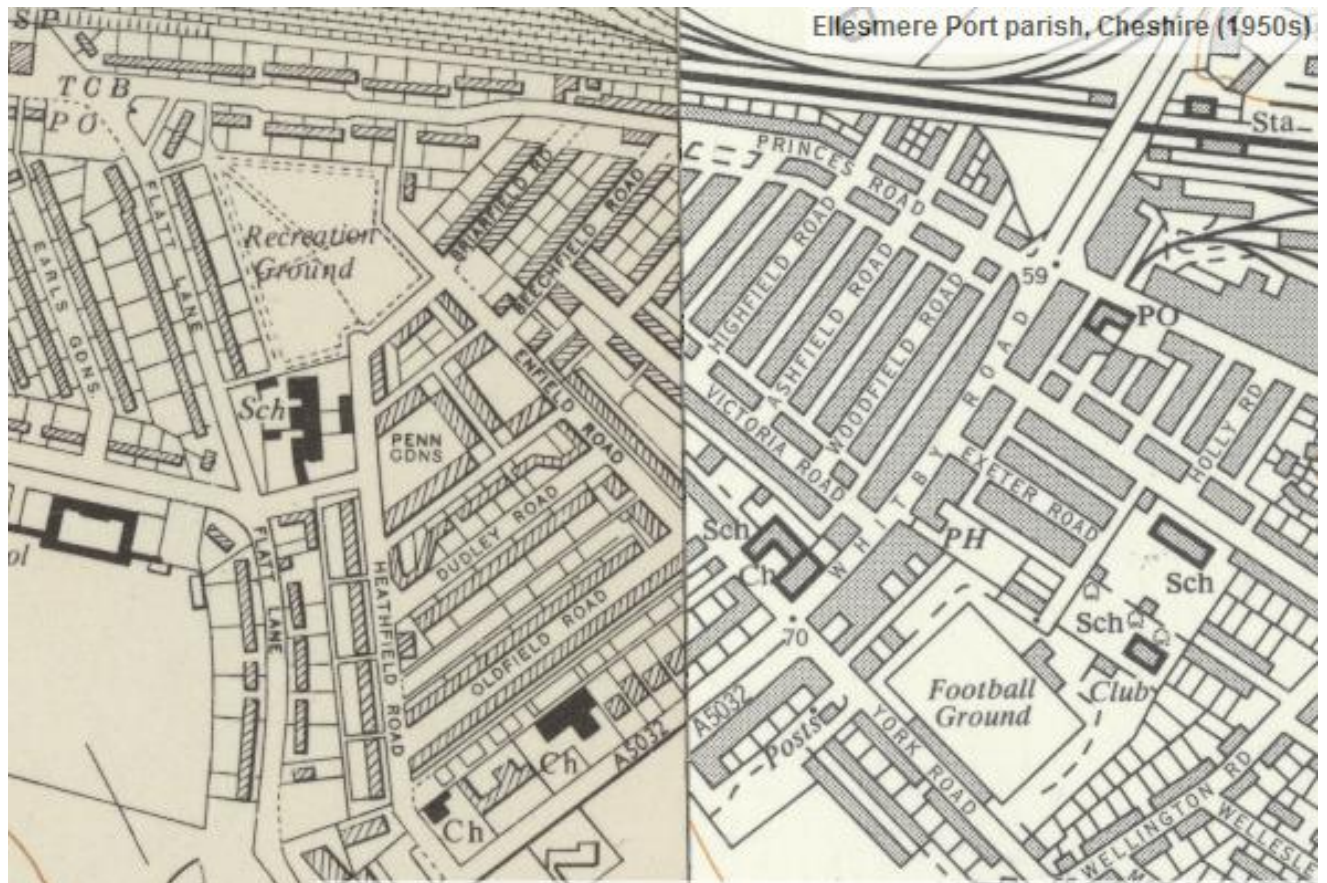 Ellesmere Port parish, Cheshire (1950s)
S P
T C B
P O
Sta
PRINCES ROAD
BRIARFIELD RD
BEECHFIELD ROAD
FLATT LANE
EARLS GDNS.
Recreation
Ground
HIGHFIELD ROAD
ASHFIELD ROAD
WOODFIELD ROAD
59
PO
ENFIELD ROAD
Sch
PENN
GDNS
VICTORIA ROAD
WHITBY ROAD
EXETER ROAD
HOLLY RD
DUDLEY ROAD
PH
Sch
Ch
Sch
Sch
ol
FLATT LANE
HEATHFIELD ROAD
OLDFIELD ROAD
70
Football
Ground
Club
A5032
A5032
Posts
YORK ROAD
Ch
Ch
WELLINGTON RD
WELLESLE